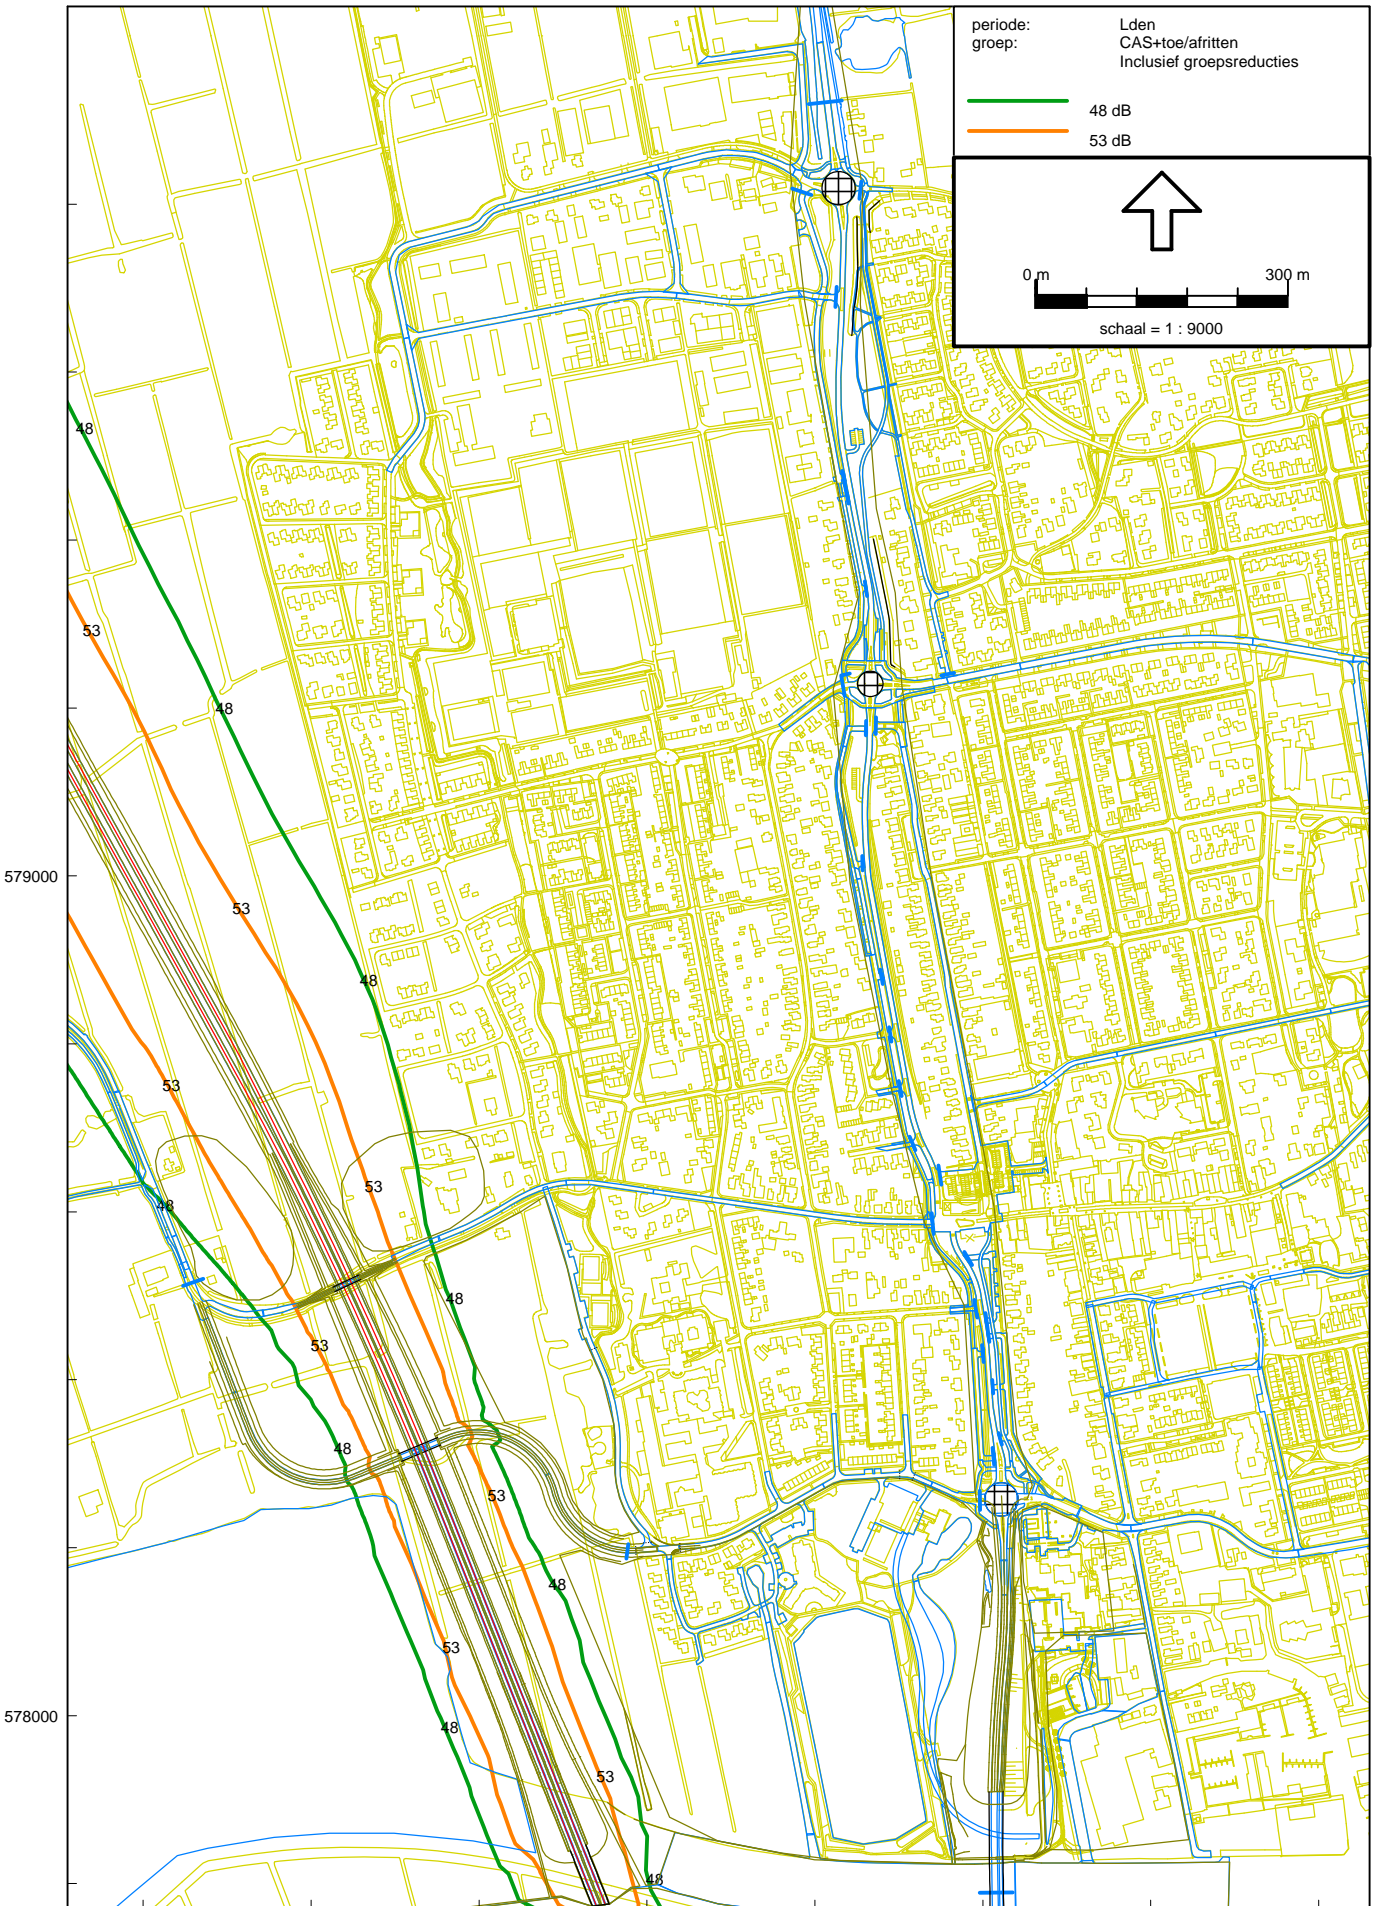 periode: Lden
groep: CAS+toe/afritten
Inclusief groepsreducties
48 dB
53 dB
0 m 300 m
schaal = 1 : 9000
48
53
48
579000
53
48
53
53
48
48
53
48
53
48
53
48
578000
53
48